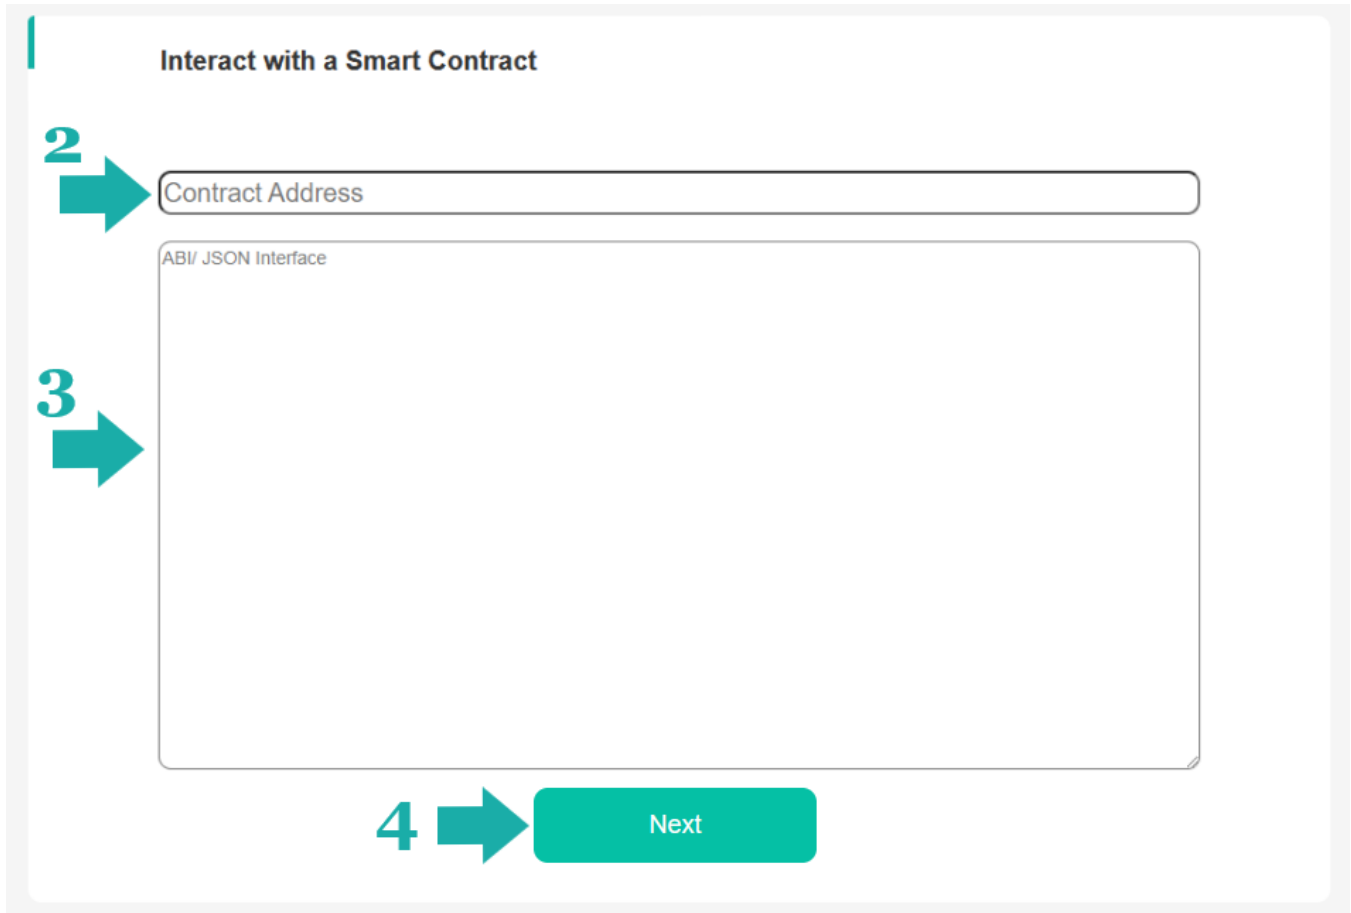 Interact with a Smart Contract
2
Contract Address
ABI/ JSON Interface
3
4
Next